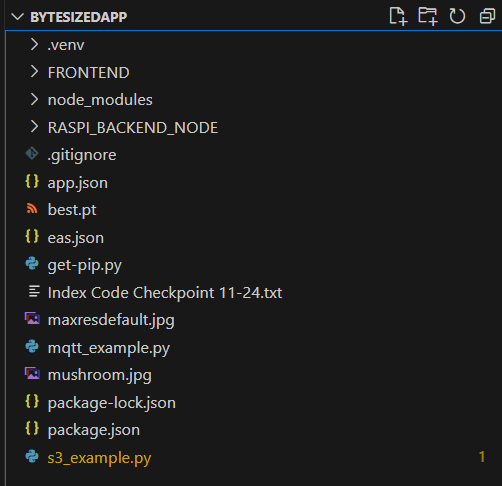 BYTESIZEDAPP
.venv
FRONTEND
node_modules
RASPI_BACKEND_NODE
.gitignore
app.json
best.pt
eas.json
get-pip.py
Index Code Checkpoint 11-24.txt
maxresdefault.jpg
mqtt_example.py
mushroom.jpg
package-lock.json
package.json
s3_example.py 1